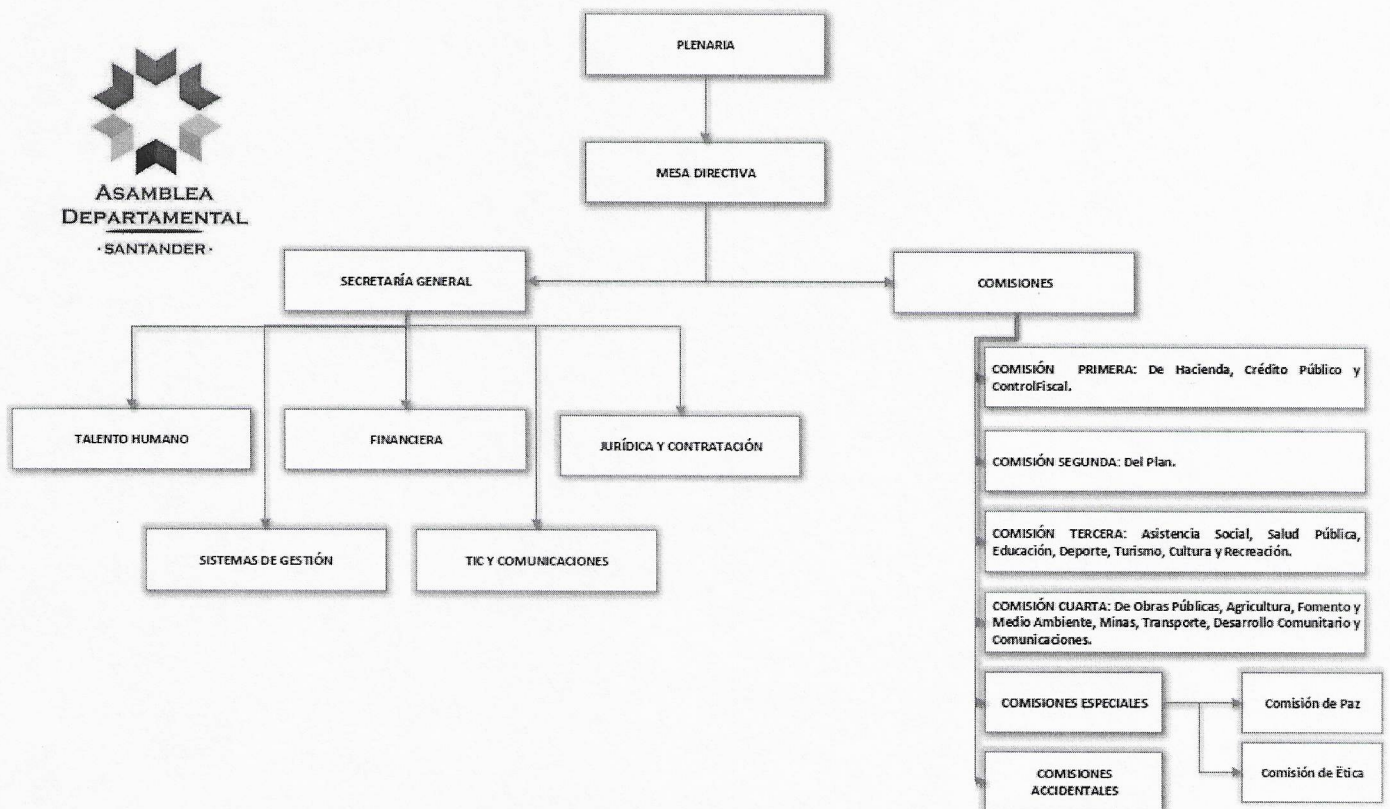 PLENARIA
ASAMBLEA
DEPARTAMENTAL
·SANTANDER·
MESA DIRECTIVA
SECRETARÍA GENERAL
COMISIONES
TALENTO HUMANO
FINANCIERA
JURÍDICA Y CONTRATACIÓN
SISTEMAS DE GESTIÓN
TIC Y COMUNICACIONES
COMISIÓN PRIMERA: De Hacienda, Crédito Público y
ControlFiscal.
COMISIÓN SEGUNDA: Del Plan.
COMISIÓN TERCERA: Asistencia Social, Salud Pública,
Educación, Deporte, Turismo, Cultura y Recreación.
COMISIÓN CUARTA: De Obras Públicas, Agricultura, Fomento y
Medio Ambiente, Minas, Transporte, Desarrollo Comunitario y
Comunicaciones.
COMISIONES ESPECIALES
Comisión de Paz
Comisión de Ëtica
COMISIONES
ACCIDENTALES